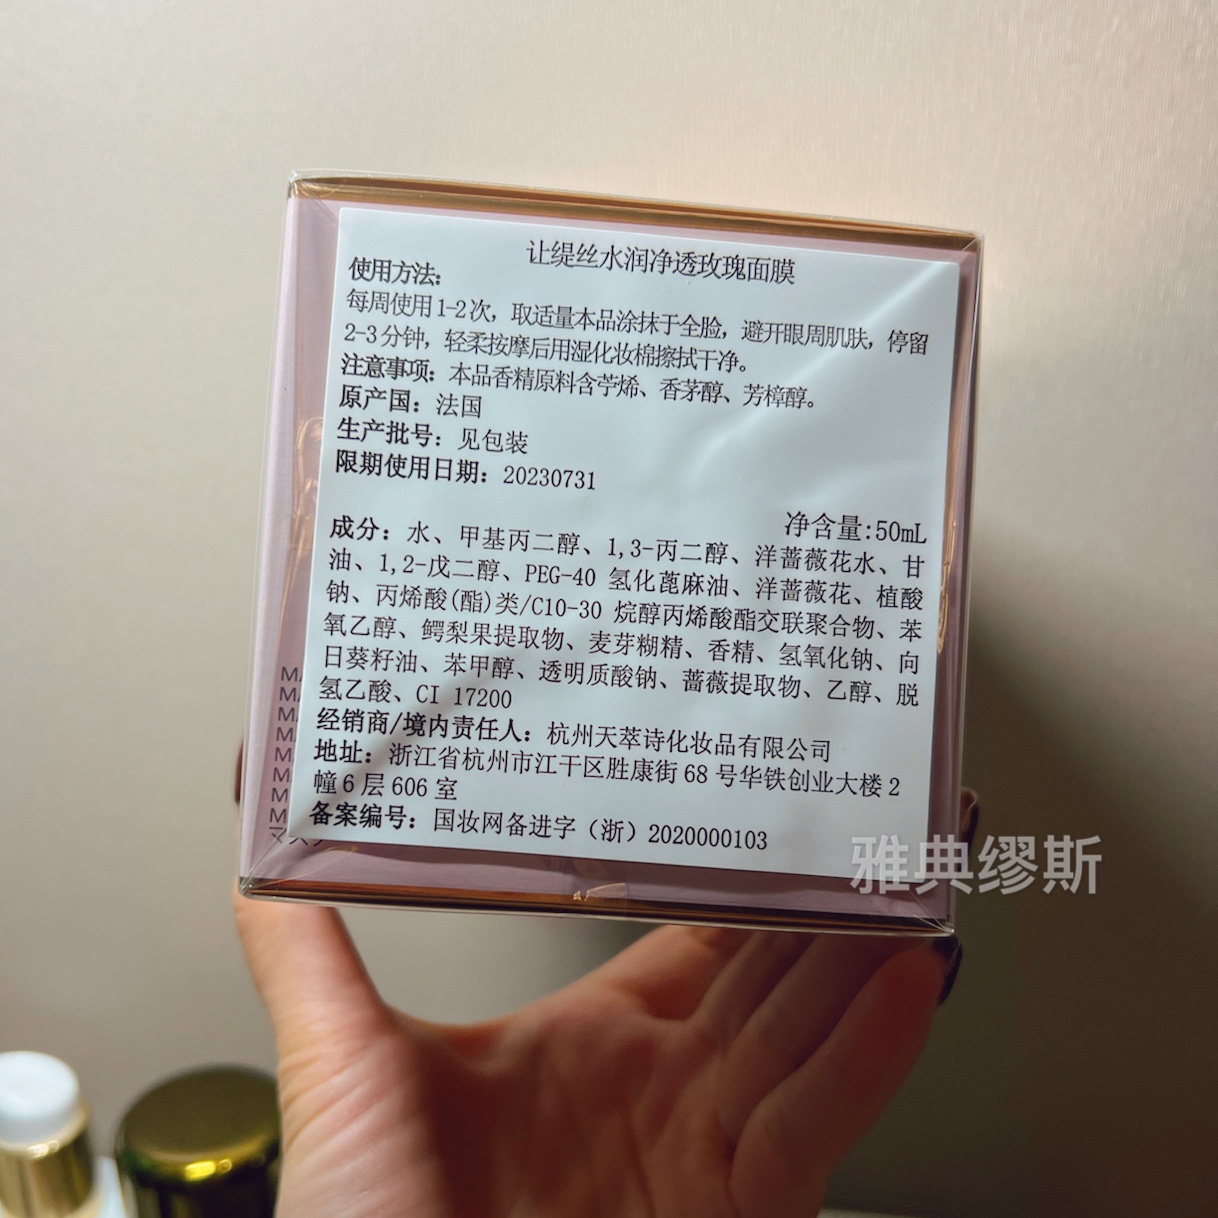 让缇丝水润净透玫瑰面膜
使用方法:
每周使用1-2次，取适量本品涂抹于全脸，避开眼周肌肤，停留
2-3分钟，轻柔按摩后用湿化妆棉擦拭干净。
注意事项：本品香精原料含苧烯、香茅醇、芳樟醇。
原产国：法国
生产批号：见包装
限期使用日期：20230731
净含量:50mL
成分：水、甲基丙二醇、1,3-丙二醇、洋蔷薇花水、甘
油、1,2-戊二醇、PEG-40 氢化蓖麻油、洋蔷薇花、植酸
钠、丙烯酸(酯)类/C10-30 烷醇丙烯酸酯交联聚合物、苯
氧乙醇、鳄梨果提取物、麦芽糊精、香精、氢氧化钠、向
日葵籽油、苯甲醇、透明质酸钠、蔷薇提取物、乙醇、脱
氢乙酸、CI 17200
经销商/境内责任人：杭州天萃诗化妆品有限公司
地址：浙江省杭州市江干区胜康街 68 号华铁创业大楼 2
幢 6 层 606 室
备案编号：国妆网备进字（浙）2020000103
雅典缪斯